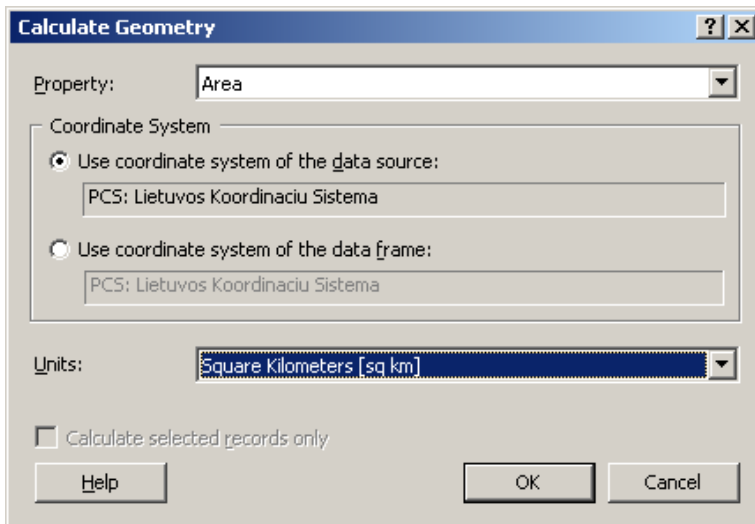 Calculate Geometry
Property: Area
Coordinate System
Use coordinate system of the data source:
PCS: Lietuvos Koordinaciu Sistema
Use coordinate system of the data frame:
PCS: Lietuvos Koordinaciu Sistema
Units: Square Kilometers [sq km]
Calculate selected records only
Help OK Cancel